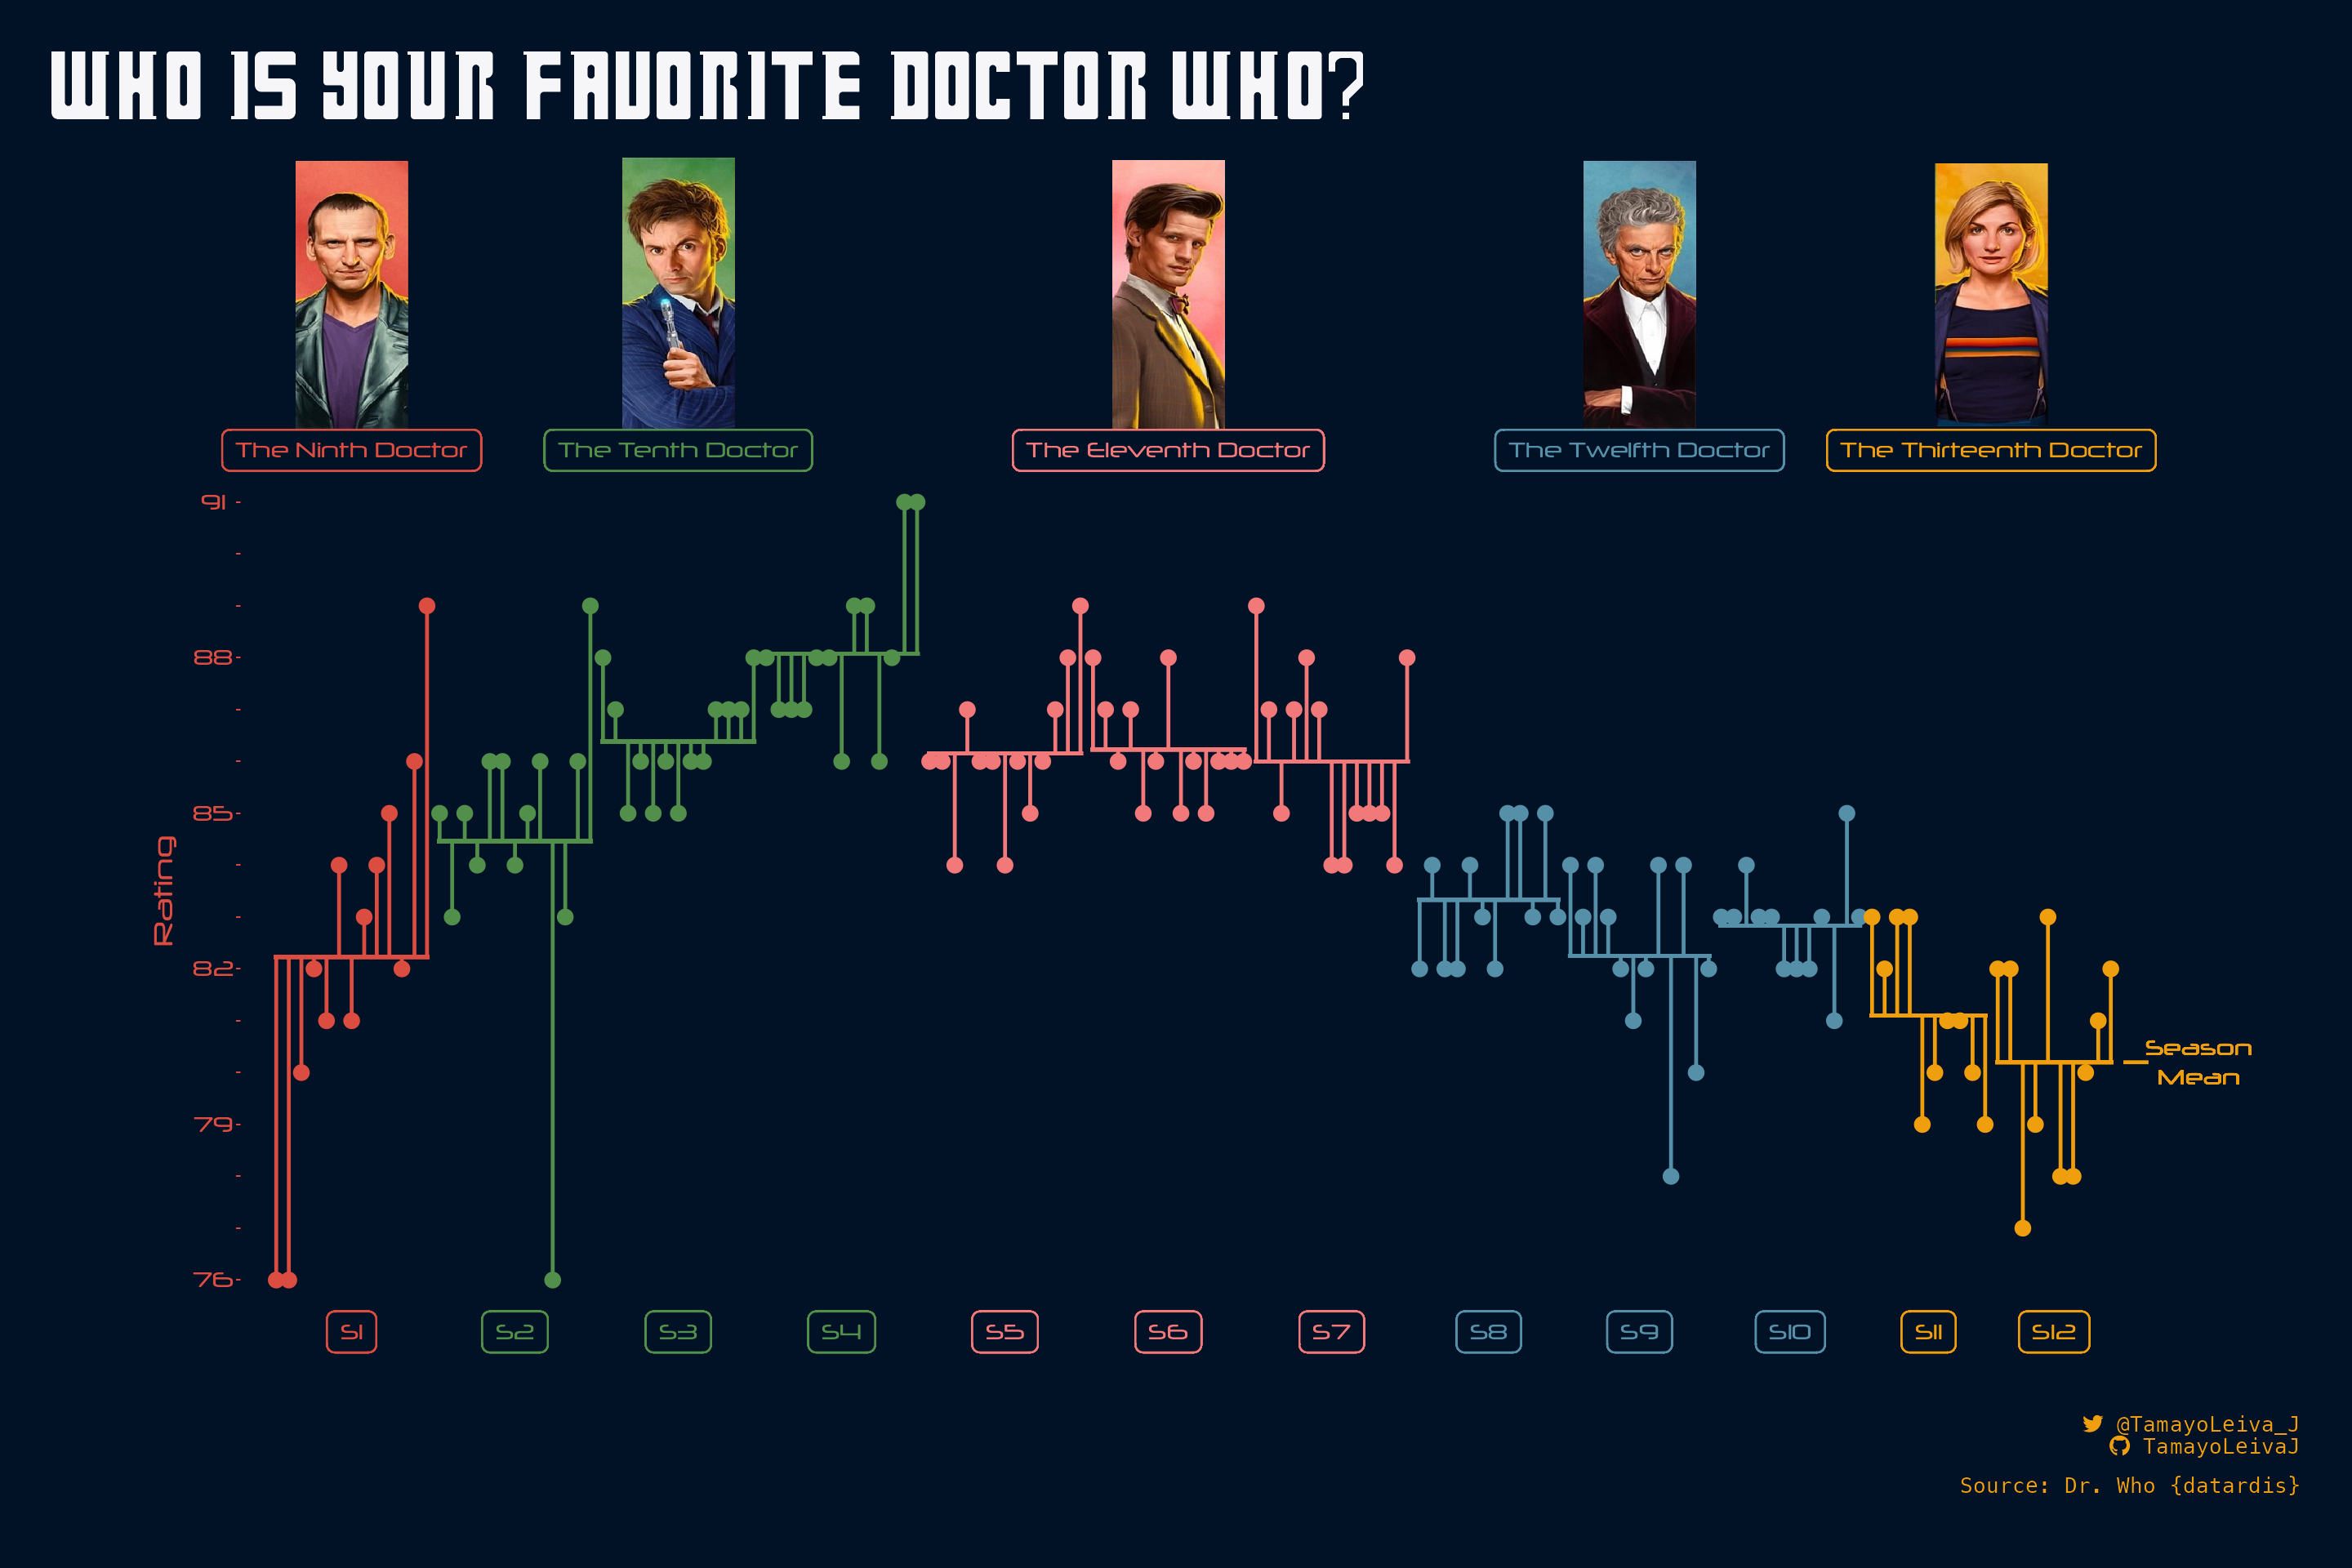 WHO IS YOUR FAVORITE DOCTOR WHO?
The Ninth Doctor
The Tenth Doctor
The Eleventh Doctor
The Twelfth Doctor
The Thirteenth Doctor
91
88
85
82
79
76
Rating
Season
Mean
S1
S2
S3
S4
S5
S6
S7
S8
S9
S10
S11
S12
@TamayoLeiva_J
TamayoLeivaJ
Source: Dr. Who {datardis}